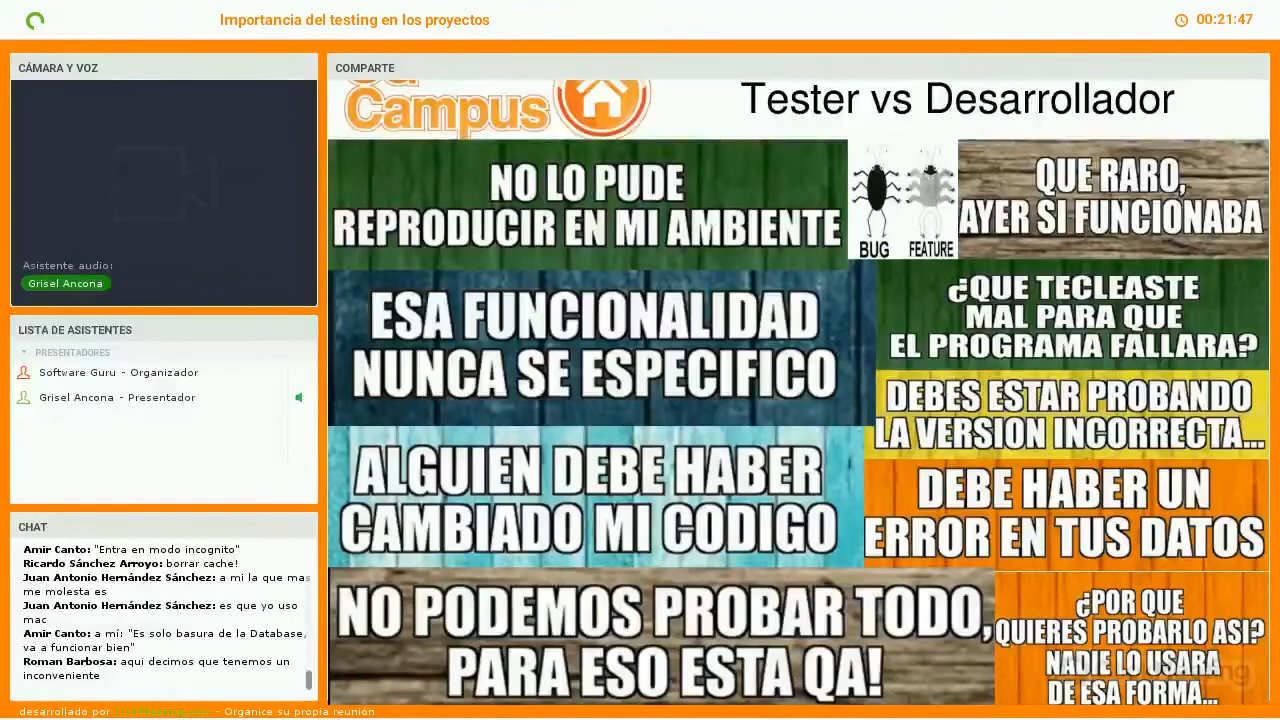 Importancia del testing en los proyectos
00:21:47
CÁMARA Y VOZ
Asistente audio:
Grisel Ancona
LISTA DE ASISTENTES
PRESENTADORES
Software Guru - Organizador
Grisel Ancona - Presentador
CHAT
Amir Canto: "Entra en modo incognito"
Ricardo Sánchez Arroyo: borrar cache!
Juan Antonio Hernández Sánchez: a mi la que mas
me molesta es
Juan Antonio Hernández Sánchez: es que yo uso
mac
Amir Canto: a mí: "Es solo basura de la Database,
va a funcionar bien"
Roman Barbosa: aqui decimos que tenemos un
inconveniente
COMPARTE
Campus
Tester vs Desarrollador
NO LO PUDE
REPRODUCIR EN MI AMBIENTE
BUG
FEATURE
QUE RARO,
AYER SI FUNCIONABA
ESA FUNCIONALIDAD
NUNCA SE ESPECIFICO
¿QUE TECLEASTE
MAL PARA QUE
EL PROGRAMA FALLARA?
DEBES ESTAR PROBANDO
LA VERSION INCORRECTA...
ALGUIEN DEBE HABER
CAMBIADO MI CODIGO
DEBE HABER UN
ERROR EN TUS DATOS
NO PODEMOS PROBAR TODO,
PARA ESO ESTA QA!
¿POR QUE
QUIERES PROBARLO ASI?
NADIE LO USARA
DE ESA FORMA...
desarrollado por - Organice su propia reunión